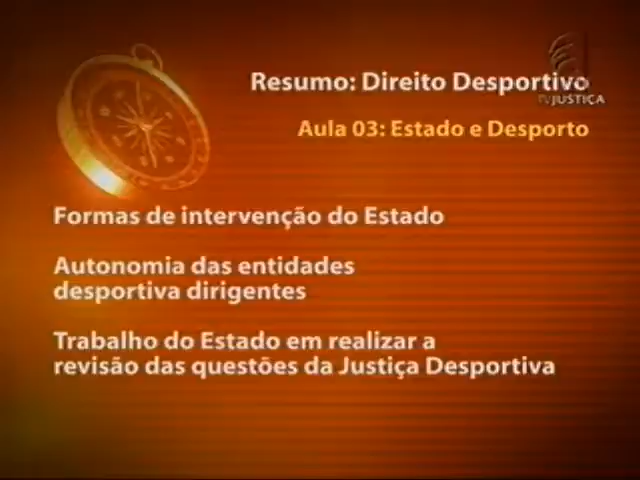 Resumo: Direito Desportivo
TV JUSTIÇA
Aula 03: Estado e Desporto
Formas de intervenção do Estado
Autonomia das entidades
desportiva dirigentes
Trabalho do Estado em realizar a
revisão das questões da Justiça Desportiva